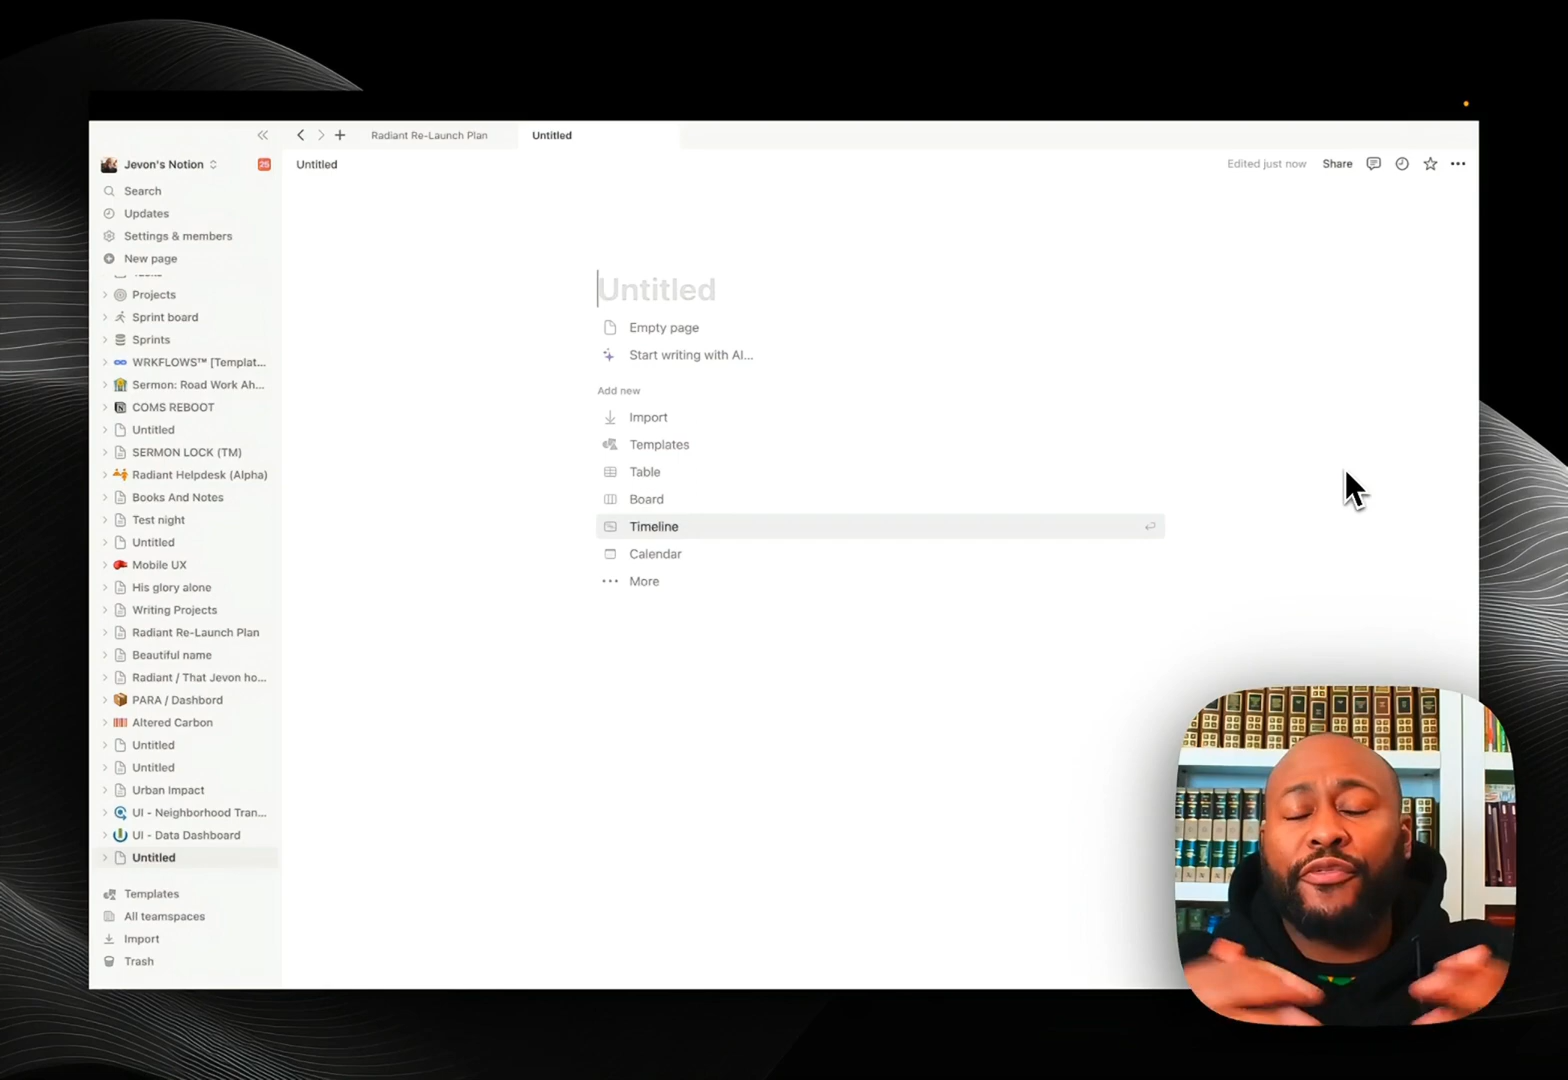 Radiant Re-Launch Plan
Untitled
Jevon's Notion
25
Untitled
Edited just now
Share
Search
Updates
Settings & members
New page
Projects
Sprint board
Sprints
WRKFLOWS™ [Templat...
Sermon: Road Work Ah...
COMS REBOOT
Untitled
SERMON LOCK (TM)
Radiant Helpdesk (Alpha)
Books And Notes
Test night
Untitled
Mobile UX
His glory alone
Writing Projects
Radiant Re-Launch Plan
Beautiful name
Radiant / That Jevon ho...
PARA / Dashbord
Altered Carbon
Untitled
Untitled
Urban Impact
UI - Neighborhood Tran...
UI - Data Dashboard
Untitled
Templates
All teamspaces
Import
Trash
Untitled
Empty page
Start writing with AI...
Add new
Import
Templates
Table
Board
Timeline
Calendar
More